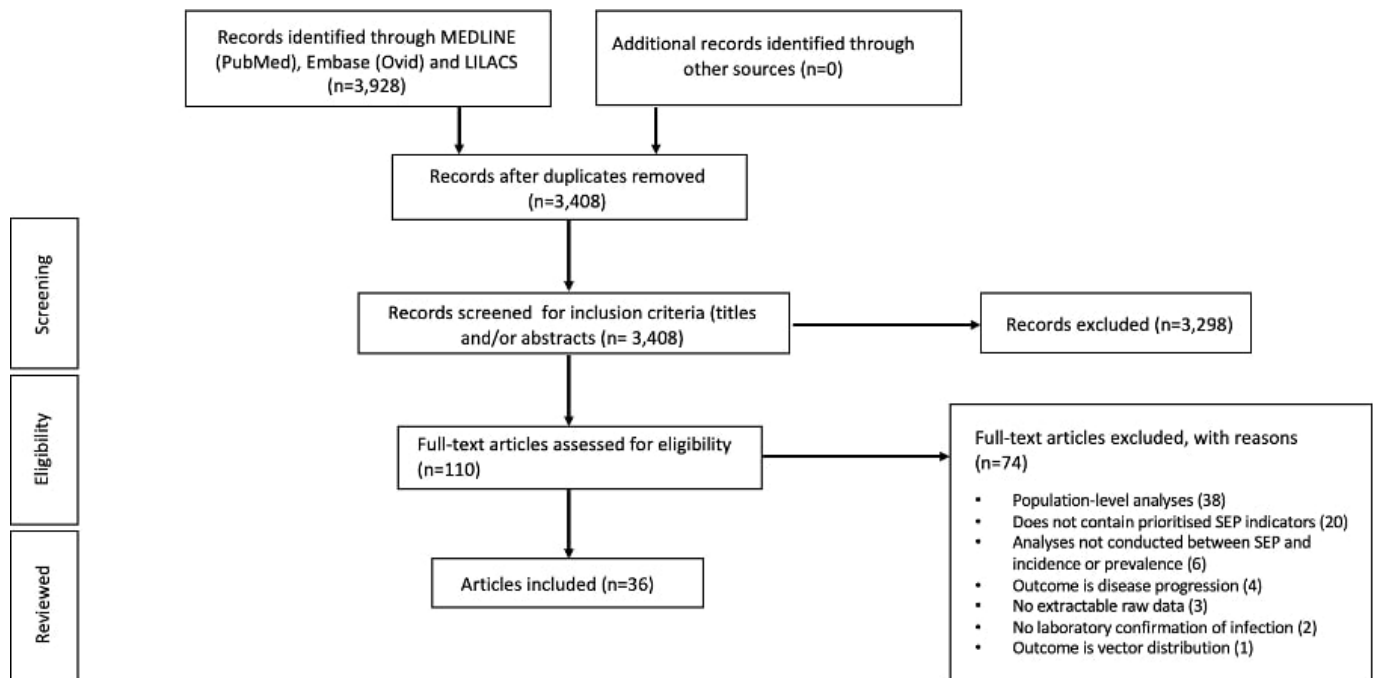 Records identified through MEDLINE
(PubMed), Embase (Ovid) and LILACS
(n=3,928)
Additional records identified through
other sources (n=0)
Records after duplicates removed
(n=3,408)
Screening
Records screened for inclusion criteria (titles
and/or abstracts (n= 3,408)
Records excluded (n=3,298)
Eligibility
Full-text articles assessed for eligibility
(n=110)
Full-text articles excluded, with reasons
(n=74)
▪ Population-level analyses (38)
▪ Does not contain prioritised SEP indicators (20)
▪ Analyses not conducted between SEP and
incidence or prevalence (6)
▪ Outcome is disease progression (4)
▪ No extractable raw data (3)
▪ No laboratory confirmation of infection (2)
▪ Outcome is vector distribution (1)
Reviewed
Articles included (n=36)